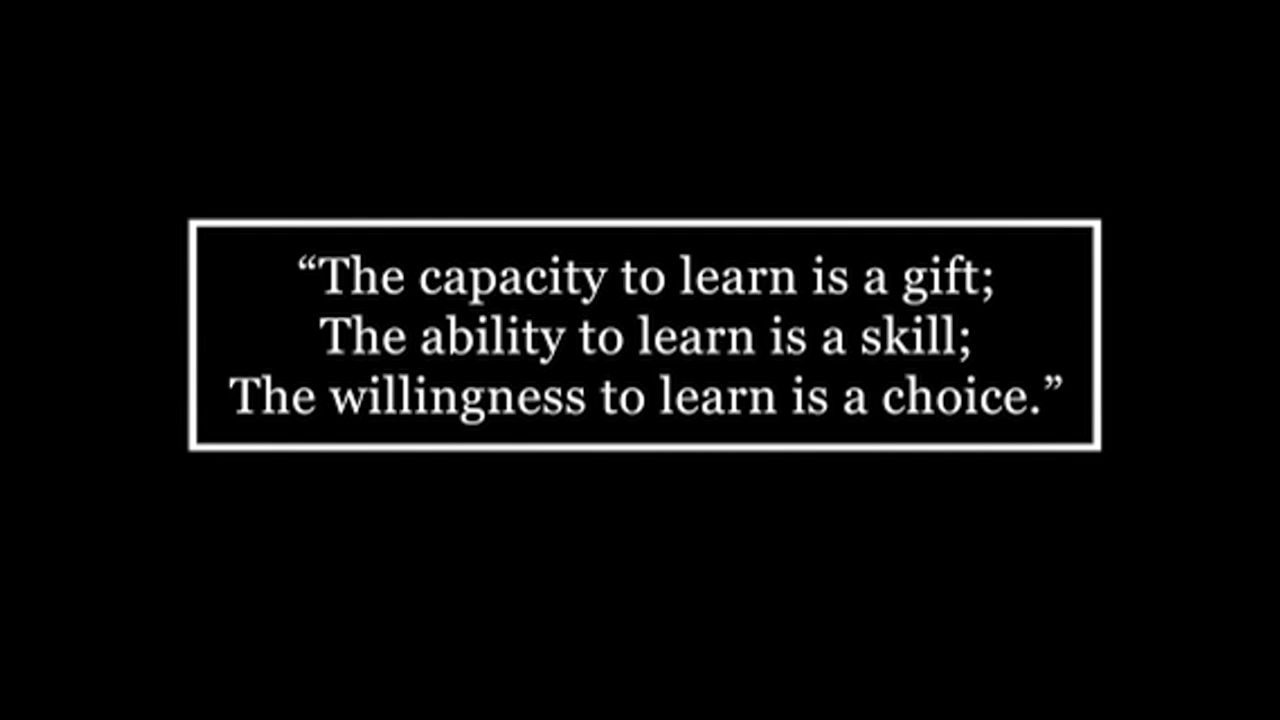 “The capacity to learn is a gift;
The ability to learn is a skill;
The willingness to learn is a choice.”